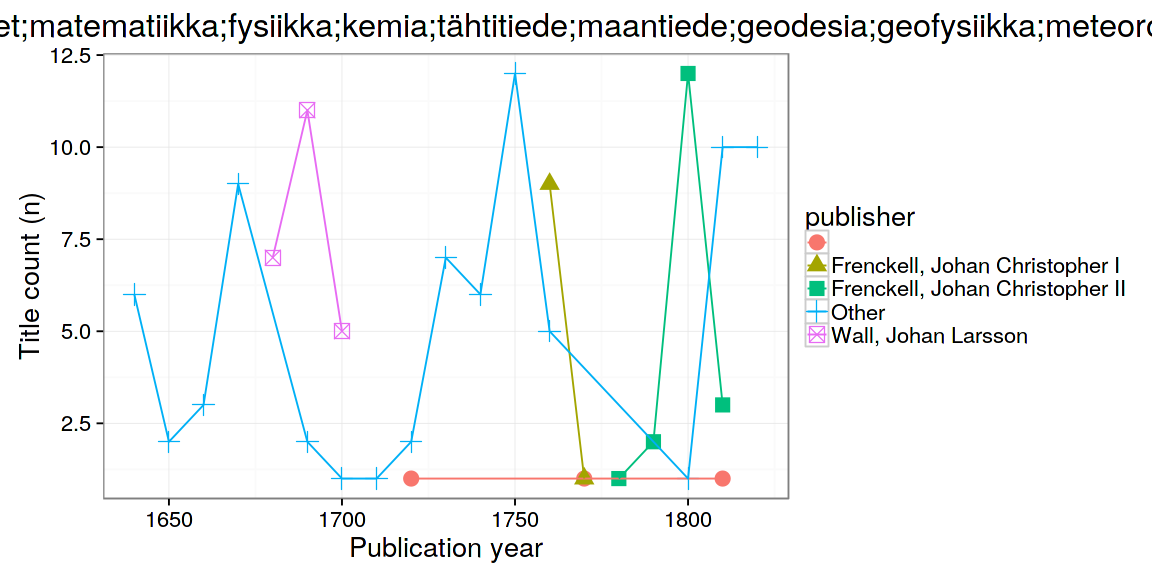 et;matematiikka;fysiikka;kemia;tähtitiede;maantiede;geodesia;geofysiikka;meteoro
12.5
10.0
7.5
5.0
2.5
Title count (n)
1650 1700 1750 1800
Publication year
publisher
Frenckell, Johan Christopher I
Frenckell, Johan Christopher II
Other
Wall, Johan Larsson